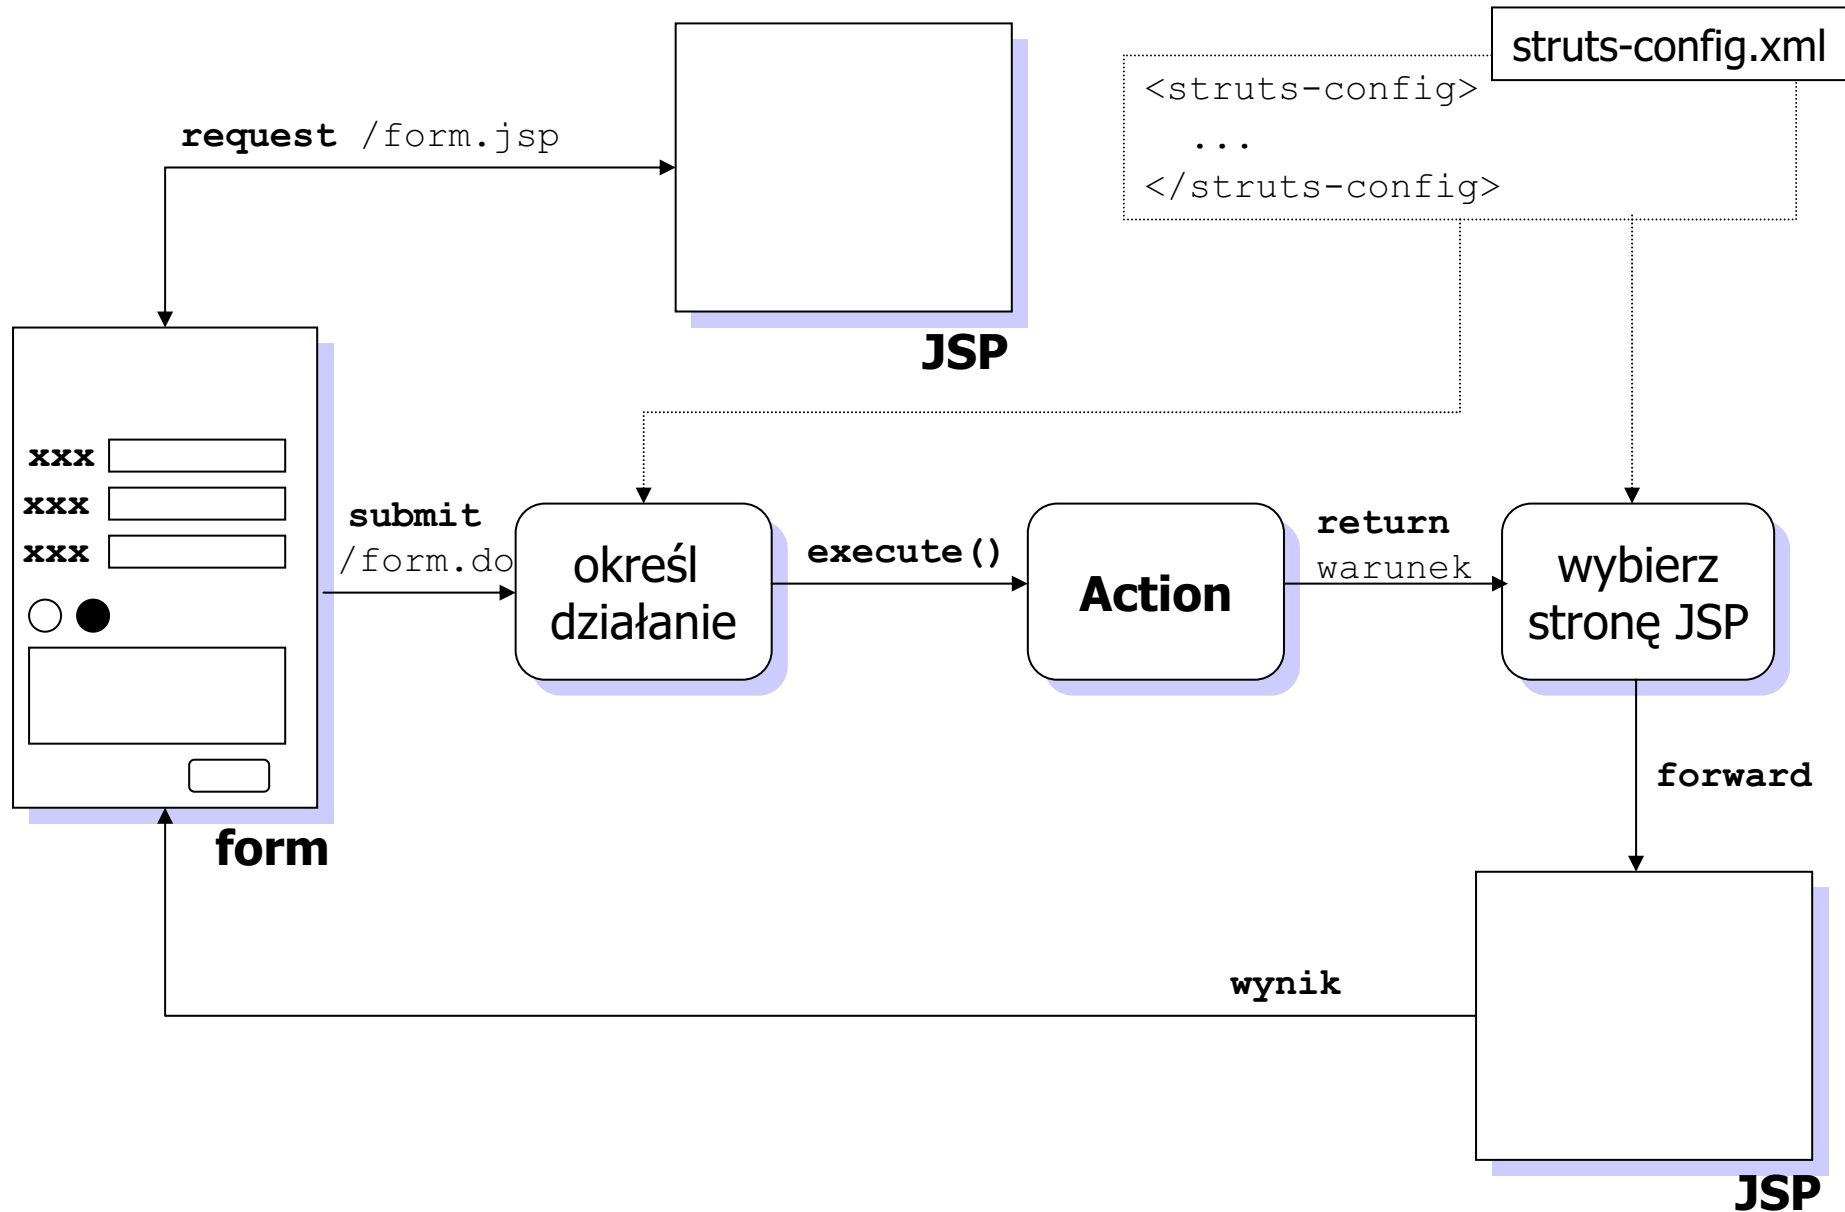 struts-config.xml
<struts-config>
...
</struts-config>
request /form.jsp
JSP
xxx
xxx
xxx
form
submit
/form.do
określ
działanie
execute()
Action
return
warunek
wybierz
stronę JSP
forward
wynik
JSP